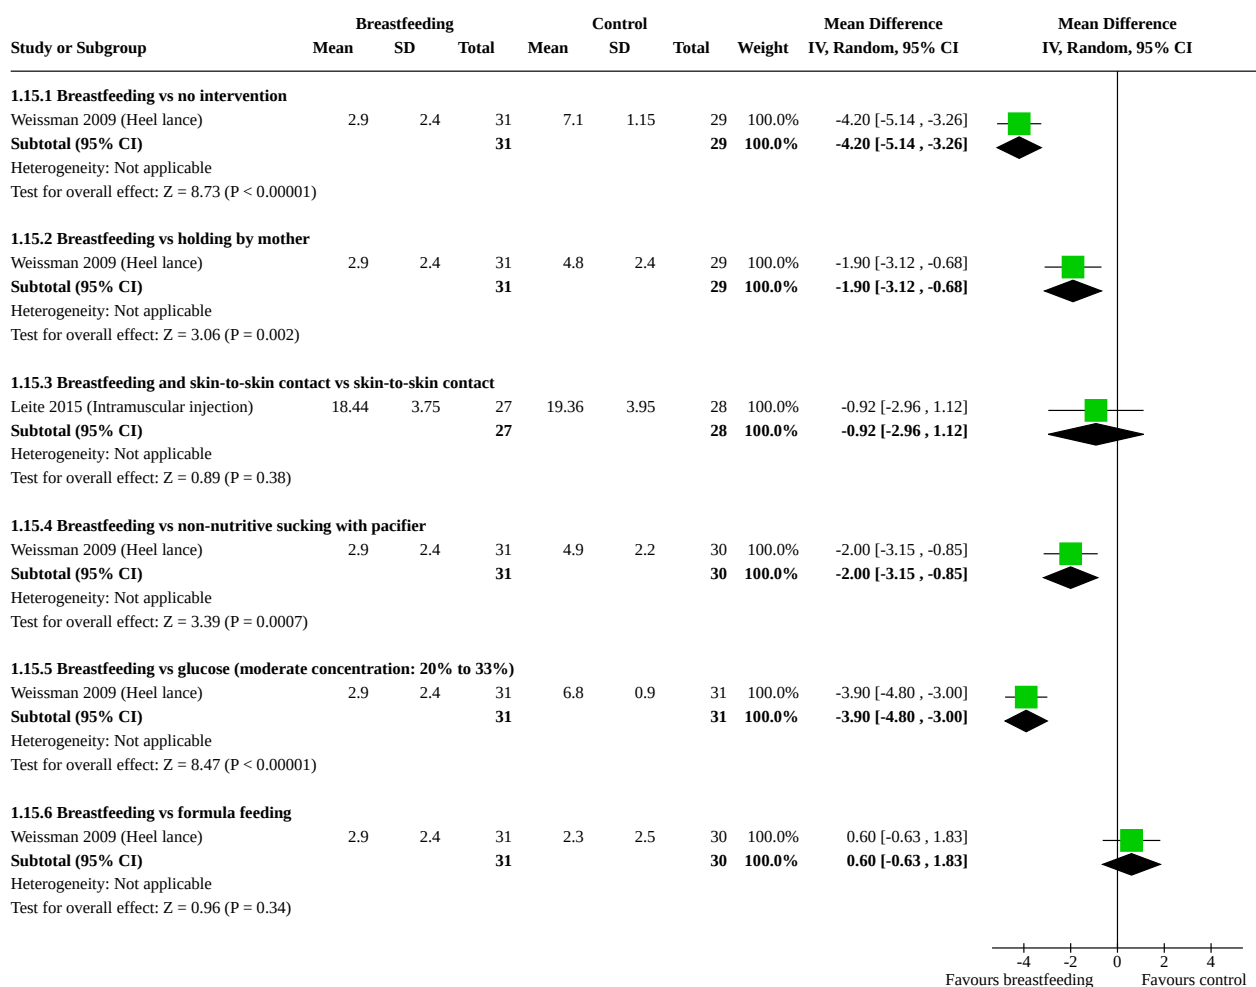 Breastfeeding Control Mean Difference Mean Difference
Study or Subgroup Mean SD Total Mean SD Total Weight IV, Random, 95% CI IV, Random, 95% CI
1.15.1 Breastfeeding vs no intervention
Weissman 2009 (Heel lance) 2.9 2.4 31 7.1 1.15 29 100.0% -4.20 [-5.14 , -3.26]
Subtotal (95% CI) 31 29 100.0% -4.20 [-5.14 , -3.26]
Heterogeneity: Not applicable
Test for overall effect: Z = 8.73 (P < 0.00001)
1.15.2 Breastfeeding vs holding by mother
Weissman 2009 (Heel lance) 2.9 2.4 31 4.8 2.4 29 100.0% -1.90 [-3.12 , -0.68]
Subtotal (95% CI) 31 29 100.0% -1.90 [-3.12 , -0.68]
Heterogeneity: Not applicable
Test for overall effect: Z = 3.06 (P = 0.002)
1.15.3 Breastfeeding and skin-to-skin contact vs skin-to-skin contact
Leite 2015 (Intramuscular injection) 18.44 3.75 27 19.36 3.95 28 100.0% -0.92 [-2.96 , 1.12]
Subtotal (95% CI) 27 28 100.0% -0.92 [-2.96 , 1.12]
Heterogeneity: Not applicable
Test for overall effect: Z = 0.89 (P = 0.38)
1.15.4 Breastfeeding vs non-nutritive sucking with pacifier
Weissman 2009 (Heel lance) 2.9 2.4 31 4.9 2.2 30 100.0% -2.00 [-3.15 , -0.85]
Subtotal (95% CI) 31 30 100.0% -2.00 [-3.15 , -0.85]
Heterogeneity: Not applicable
Test for overall effect: Z = 3.39 (P = 0.0007)
1.15.5 Breastfeeding vs glucose (moderate concentration: 20% to 33%)
Weissman 2009 (Heel lance) 2.9 2.4 31 6.8 0.9 31 100.0% -3.90 [-4.80 , -3.00]
Subtotal (95% CI) 31 31 100.0% -3.90 [-4.80 , -3.00]
Heterogeneity: Not applicable
Test for overall effect: Z = 8.47 (P < 0.00001)
1.15.6 Breastfeeding vs formula feeding
Weissman 2009 (Heel lance) 2.9 2.4 31 2.3 2.5 30 100.0% 0.60 [-0.63 , 1.83]
Subtotal (95% CI) 31 30 100.0% 0.60 [-0.63 , 1.83]
Heterogeneity: Not applicable
Test for overall effect: Z = 0.96 (P = 0.34)
-4 -2 0 2 4
Favours breastfeeding Favours control